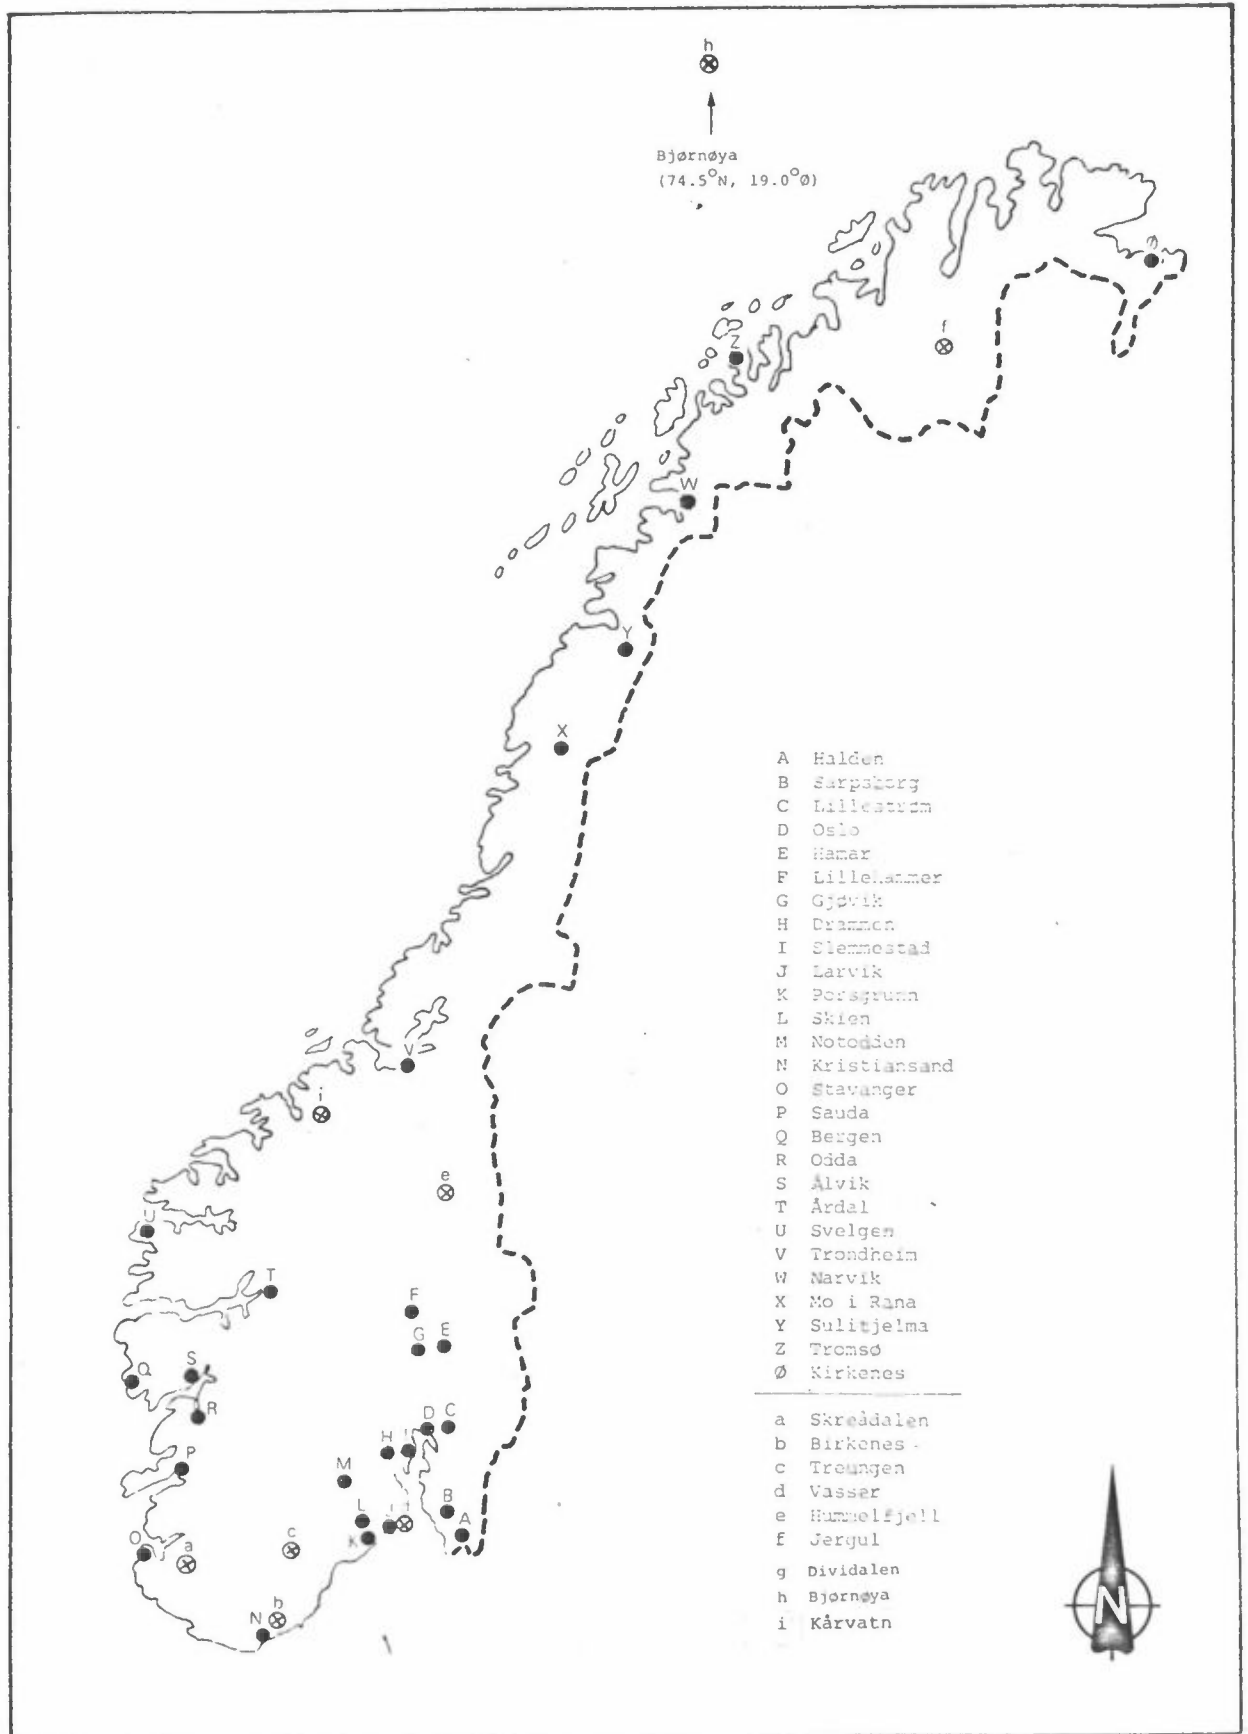 h
Bjørnøya
(74.5°N, 19.0°Ø)
Ø
f
Z
W
Y
X
V
i
e
U
T
F
G E
S
Q
R
D C
H I
P
M
B
L J d
A
K
O a c
b
N
A Halden
B Sarpsborg
C Lillestrøm
D Oslo
E Hamar
F Lillehammer
G Gjøvik
H Drammen
I Slemmestad
J Larvik
K Porsgrunn
L Skien
M Notodden
N Kristiansand
O Stavanger
P Sauda
Q Bergen
R Odda
S Ålvik
T Årdal
U Svelgen
V Trondheim
W Narvik
X Mo i Rana
Y Sulitjelma
Z Tromsø
Ø Kirkenes
a Skreådalen
b Birkenes
c Treungen
d Vasser
e Hummelfjell
f Jergul
g Dividalen
h Bjørnøya
i Kårvatn
N